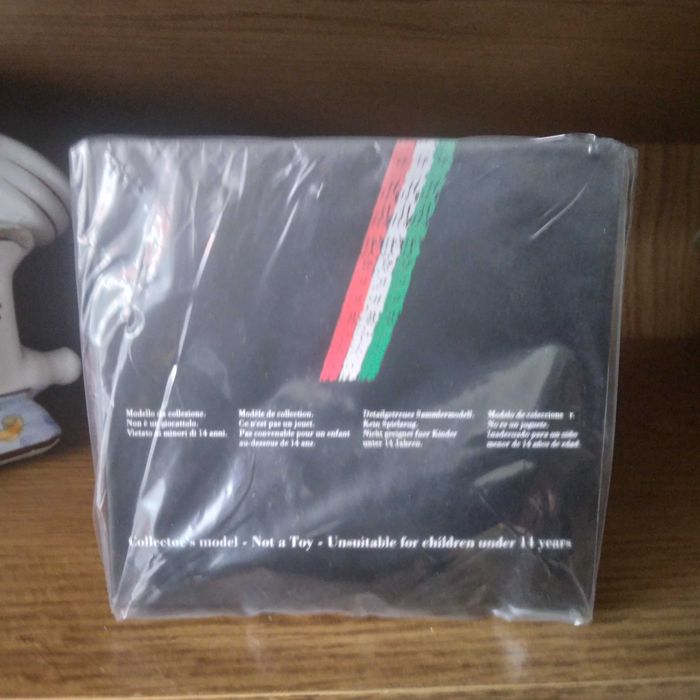 Modello da collezione.
Non è un giocattolo.
Vietato ai minori di 14 anni.
Modèle de collection.
Ce n'est pas un jouet.
Pas convenable pour un enfant
au-dessous de 14 ans.
Detailgetreues Sammlermodell.
Kein Spielzeug.
Nicht geeignet fuer Kinder
unter 14 Jahren.
Modelo de coleccione r.
No es un juguete.
Inadecuado para un niño
menor de 14 años de edad.
Collector's model - Not a Toy - Unsuitable for children under 14 years